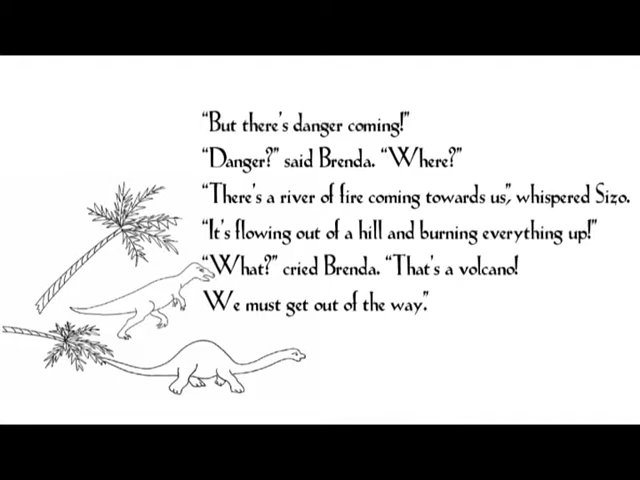 “But there's danger coming!”
“Danger?” said Brenda. “Where?”
“There's a river of fire coming towards us”, whispered Sizo.
“It's flowing out of a hill and burning everything up!”
“What?” cried Brenda. “That's a volcano!
We must get out of the way.”